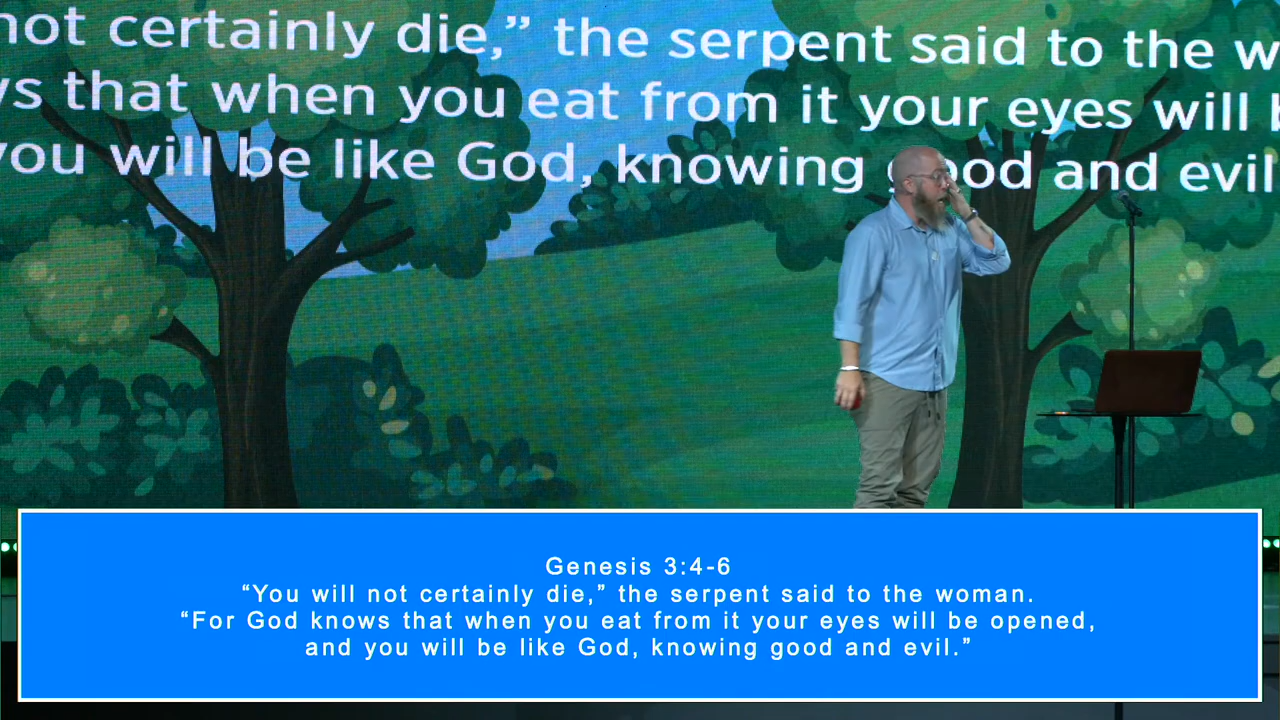 not certainly die,” the serpent said to the
that when you eat from it your eyes will
you will be like God, knowing good and evil
Genesis 3:4-6
“You will not certainly die,” the serpent said to the woman.
“For God knows that when you eat from it your eyes will be opened,
and you will be like God, knowing good and evil.”